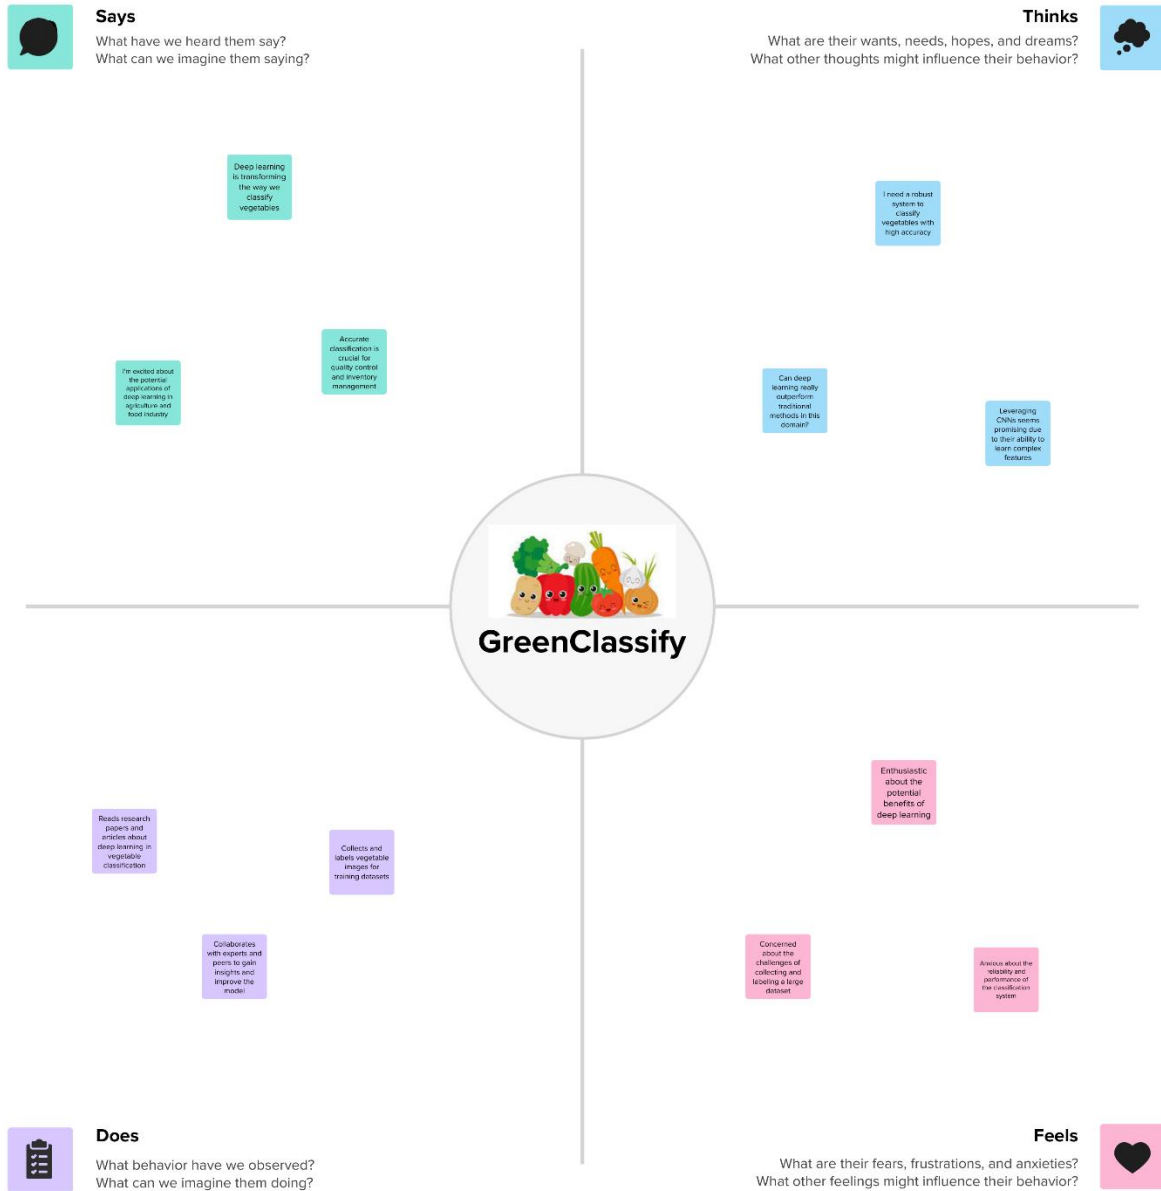 Says
What have we heard them say?
What can we imagine them saying?
Thinks
What are their wants, needs, hopes, and dreams?
What other thoughts might influence their behavior?
Deep learning
is transforming
the way we
classify
vegetables
I'm excited about
the potential
applications of
deep learning in
agriculture and
food industry
Accurate
classification is
crucial for
quality control
and inventory
management
I need a robust
system to
classify
vegetables with
high accuracy
Can deep
learning really
outperform
traditional
methods in this
domain?
Leveraging
CNNs seems
promising due
to their ability to
learn complex
features
GreenClassify
Reads research
papers and
articles about
deep learning in
vegetable
classification
Collects and
labels vegetable
images for
training datasets
Collaborates
with experts and
peers to gain
insights and
improve the
model
Enthusiastic
about the
potential
benefits of
deep learning
Concerned
about the
challenges of
collecting and
labeling a large
dataset
Anxious about the
reliability and
performance of
the classification
system
Does
What behavior have we observed?
What can we imagine them doing?
Feels
What are their fears, frustrations, and anxieties?
What other feelings might influence their behavior?